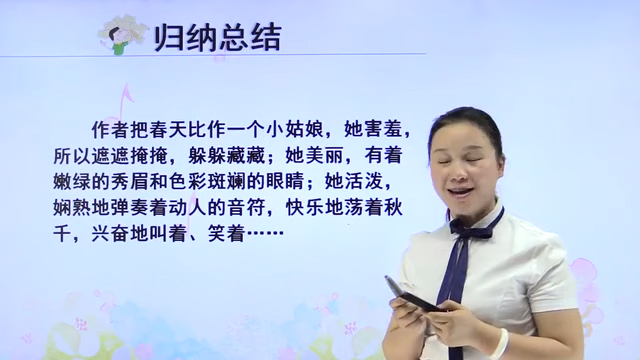 归纳总结
作者把春天比作一个小姑娘，她害羞，
所以遮遮掩掩，躲躲藏藏；她美丽，有着
嫩绿的秀眉和色彩斑斓的眼睛；她活泼，
娴熟地弹奏着动人的音符，快乐地荡着秋
千，兴奋地叫着、笑着……